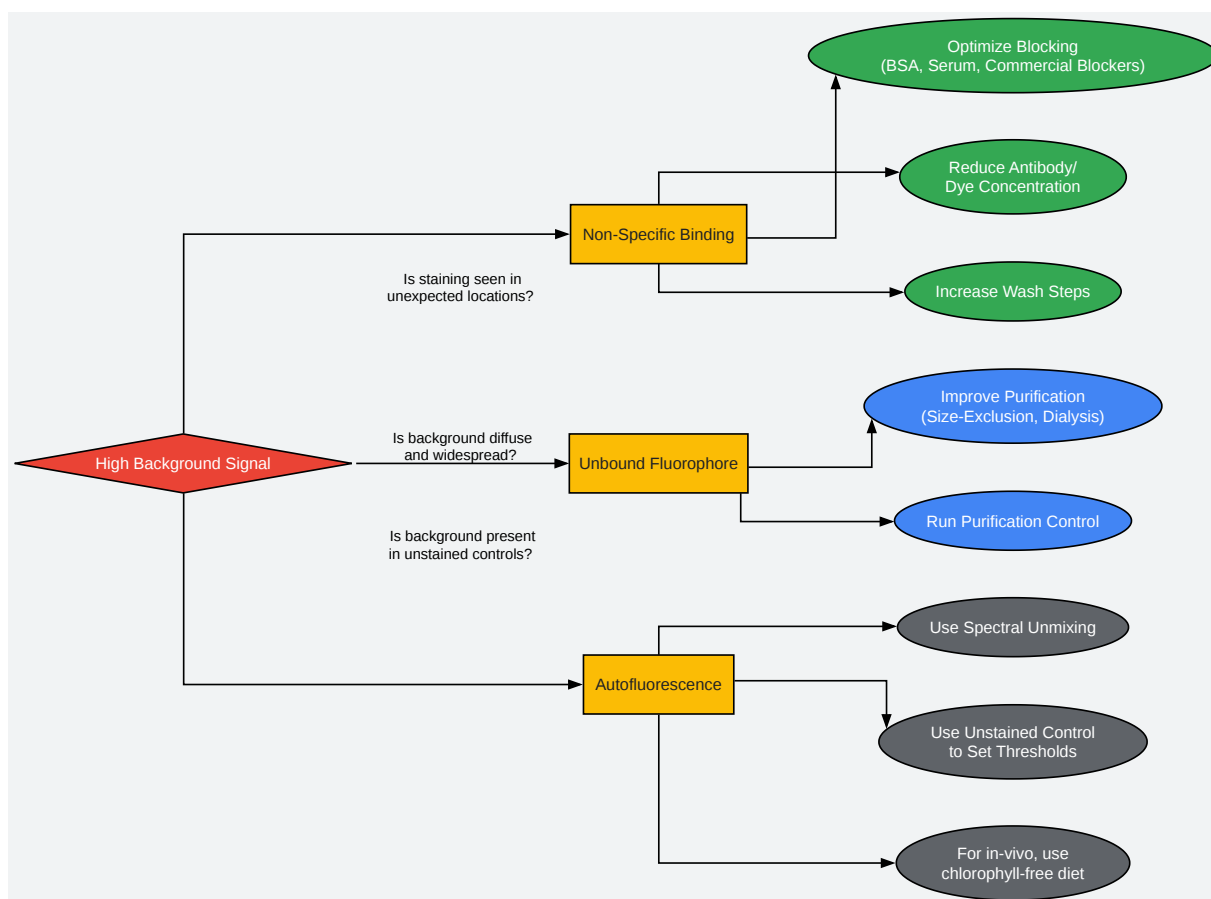 Optimize Blocking
(BSA, Serum, Commercial Blockers)
Reduce Antibody/
Dye Concentration
Non-Specific Binding
Is staining seen in
unexpected locations?
Increase Wash Steps
Improve Purification
(Size-Exclusion, Dialysis)
Is background diffuse
and widespread?
High Background Signal
Unbound Fluorophore
Run Purification Control
Is background present
in unstained controls?
Use Spectral Unmixing
Autofluorescence
Use Unstained Control
to Set Thresholds
For in-vivo, use
chlorophyll-free diet